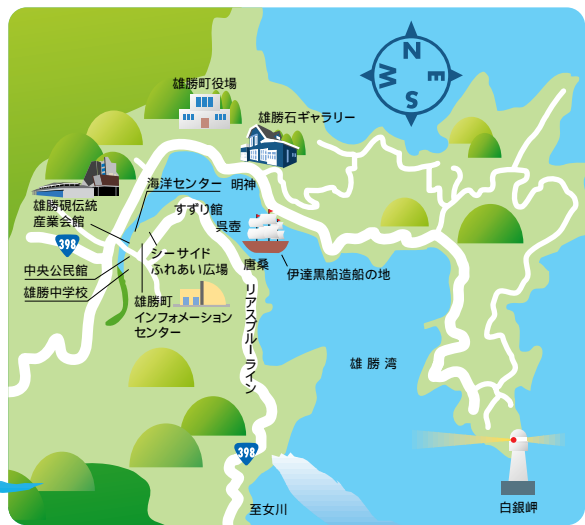 N
W
E
S
雄勝町役場
雄勝石ギャラリー
海洋センター
明神
雄勝硯伝統
産業会館
すずり館
呉壺
398
シーサイド
ふれあい広場
唐桑
伊達黒船造船の地
中央公民館
雄勝中学校
雄勝町
インフォメーション
センター
リアスブルーライン
雄勝湾
398
至女川
白銀岬